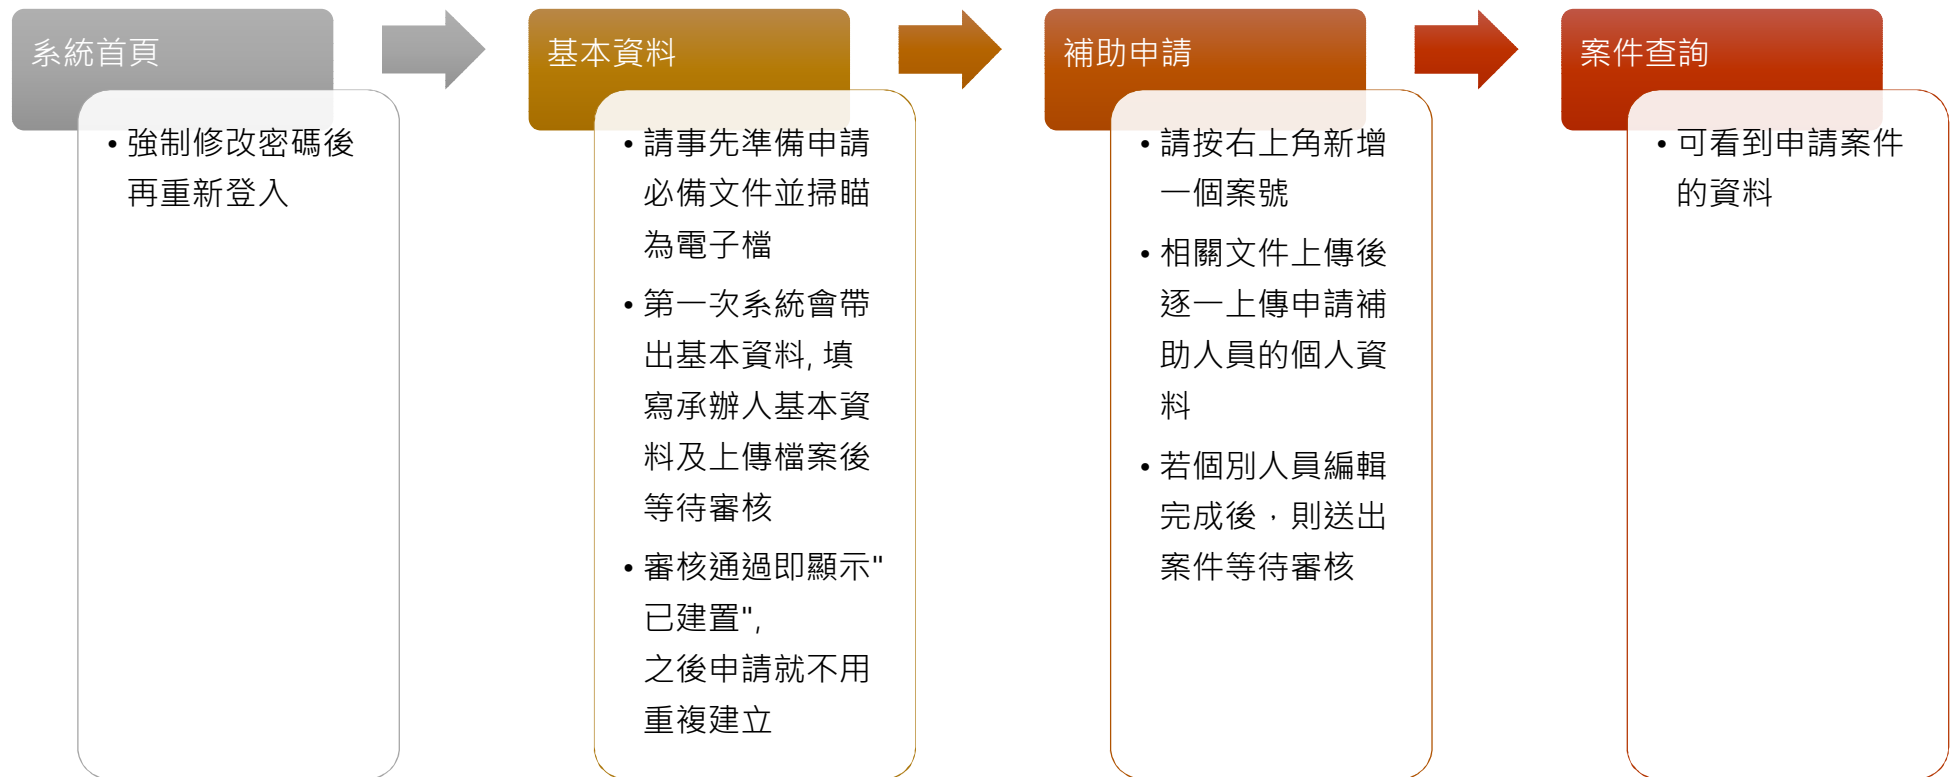 系統首頁
• 強制修改密碼後
再重新登入
基本資料
• 請事先準備申請
必備文件並掃瞄
為電子檔
• 第一次系統會帶
出基本資料, 填
寫承辦人基本資
料及上傳檔案後
等待審核
• 審核通過即顯示"
已建置",
之後申請就不用
重複建立
補助申請
• 請按右上角新增
一個案號
• 相關文件上傳後
逐一上傳申請補
助人員的個人資
料
• 若個別人員編輯
完成後，則送出
案件等待審核
案件查詢
• 可看到申請案件
的資料